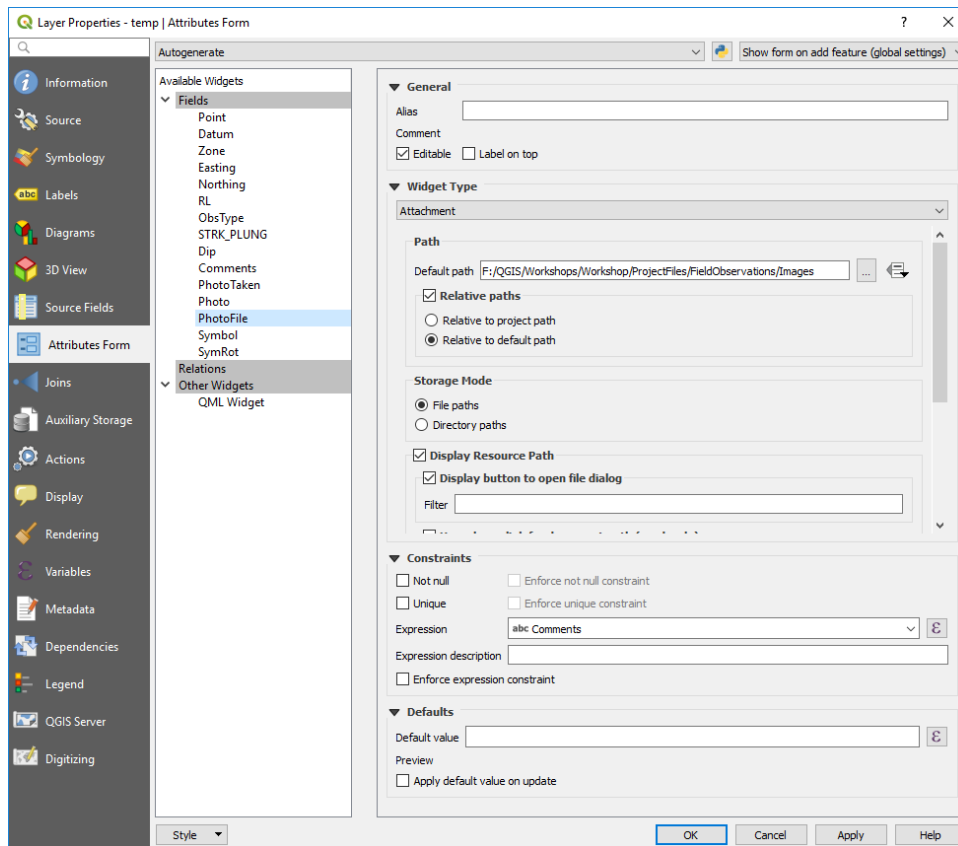 Layer Properties - temp | Attributes Form
Autogenerate
Show form on add feature (global settings)
Information
Source
Symbology
abc Labels
Diagrams
3D View
Source Fields
Attributes Form
Joins
Auxiliary Storage
Actions
Display
Rendering
Variables
Metadata
Dependencies
Legend
QGIS Server
Digitizing
Available Widgets
Fields
Point
Datum
Zone
Easting
Northing
RL
ObsType
STRK_PLUNG
Dip
Comments
PhotoTaken
Photo
PhotoFile
Symbol
SymRot
Relations
Other Widgets
QML Widget
Style
General
Alias
Comment
Editable Label on top
Widget Type
Attachment
Path
Default path F:/QGIS/Workshops/Workshop/ProjectFiles/FieldObservations/Images ...
Relative paths
Relative to project path
Relative to default path
Storage Mode
File paths
Directory paths
Display Resource Path
Display button to open file dialog
Filter
Constraints
Not null Enforce not null constraint
Unique Enforce unique constraint
Expression abc Comments ε
Expression description
Enforce expression constraint
Defaults
Default value ε
Preview
Apply default value on update
OK Cancel Apply Help